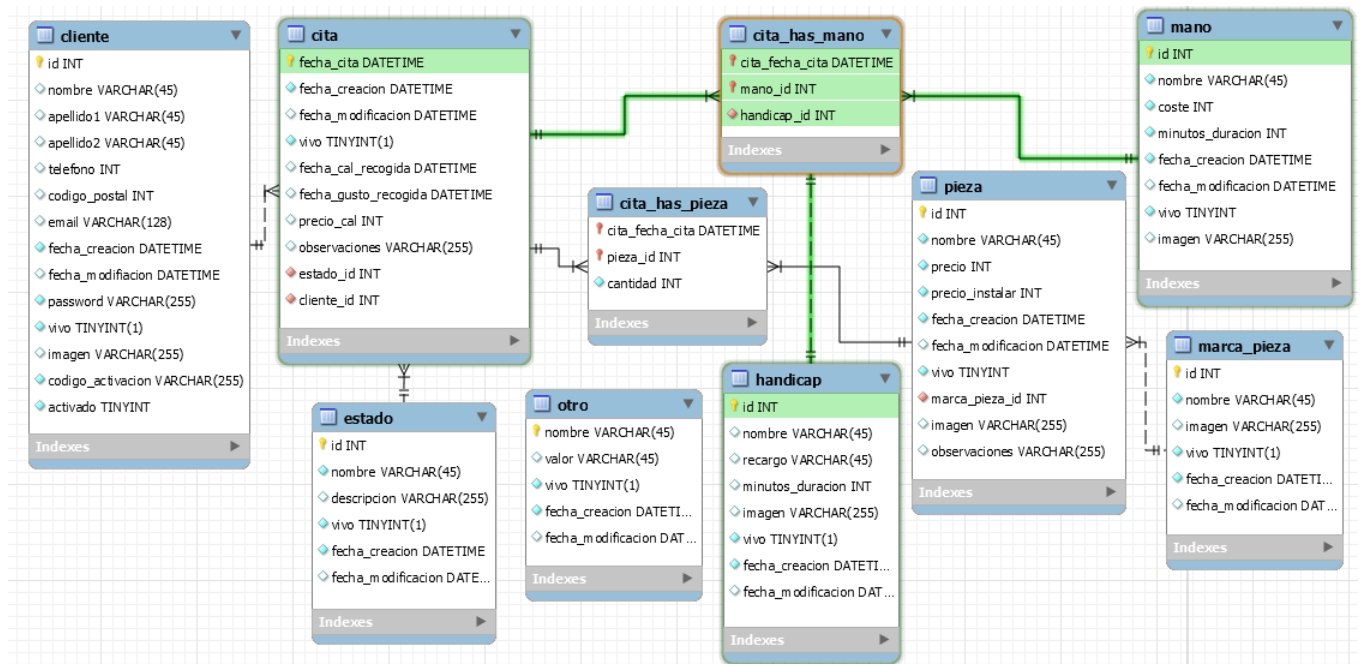 cliente
id INT
nombre VARCHAR(45)
apellido1 VARCHAR(45)
apellido2 VARCHAR(45)
telefono INT
codigo_postal INT
email VARCHAR(128)
fecha_creacion DATETIME
fecha_modifiacion DATETIME
password VARCHAR(255)
vivo TINYINT(1)
imagen VARCHAR(255)
codigo_activacion VARCHAR(255)
activado TINYINT
Indexes
cita
fecha_cita DATETIME
fecha_creacion DATETIME
fecha_modificacion DATETIME
vivo TINYINT(1)
fecha_cal_recogida DATETIME
fecha_gusto_recogida DATETIME
precio_cal INT
observaciones VARCHAR(255)
estado_id INT
cliente_id INT
Indexes
cita_has_mano
cita_fecha_cita DATETIME
mano_id INT
handicap_id INT
Indexes
mano
id INT
nombre VARCHAR(45)
coste INT
minutos_duracion INT
fecha_creacion DATETIME
fecha_modificacion DATETIME
vivo TINYINT
imagen VARCHAR(255)
Indexes
cita_has_pieza
cita_fecha_cita DATETIME
pieza_id INT
cantidad INT
Indexes
pieza
id INT
nombre VARCHAR(45)
precio INT
precio_instalar INT
fecha_creacion DATETIME
fecha_modificacion DATETIME
vivo TINYINT
marca_pieza_id INT
imagen VARCHAR(255)
observaciones VARCHAR(255)
Indexes
marca_pieza
id INT
nombre VARCHAR(45)
imagen VARCHAR(255)
vivo TINYINT(1)
fecha_creacion DATETI...
fecha_modificacion DAT...
Indexes
estado
id INT
nombre VARCHAR(45)
descripcion VARCHAR(255)
vivo TINYINT(1)
fecha_creacion DATETIME
fecha_modificacion DATE...
Indexes
otro
nombre VARCHAR(45)
valor VARCHAR(45)
vivo TINYINT(1)
fecha_creacion DATETI...
fecha_modificacion DAT...
Indexes
handicap
id INT
nombre VARCHAR(45)
recargo VARCHAR(45)
minutos_duracion INT
imagen VARCHAR(255)
vivo TINYINT(1)
fecha_creacion DATETI...
fecha_modificacion DAT...
Indexes